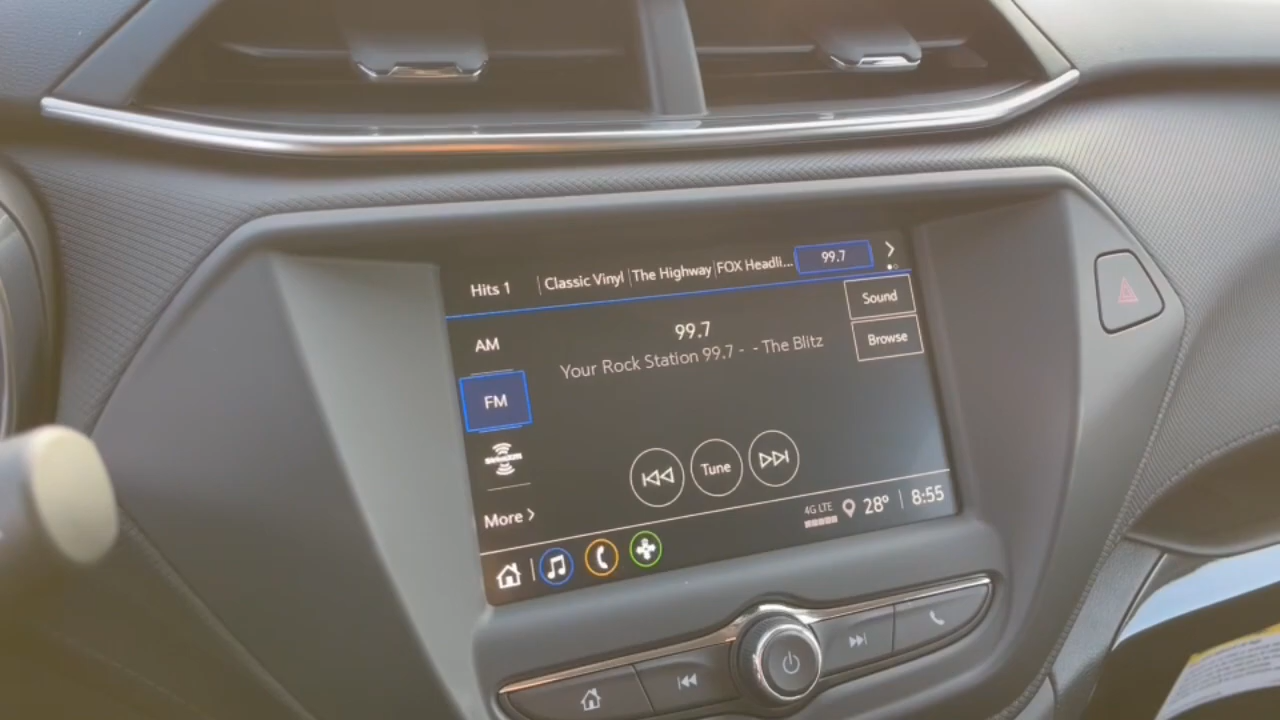 Hits 1
Classic Vinyl
The Highway
FOX Headli...
99.7
AM
99.7
Sound
Your Rock Station 99.7 - - The Blitz
Browse
FM
SiriusXM
Tune
More
4G LTE
28° 8:55